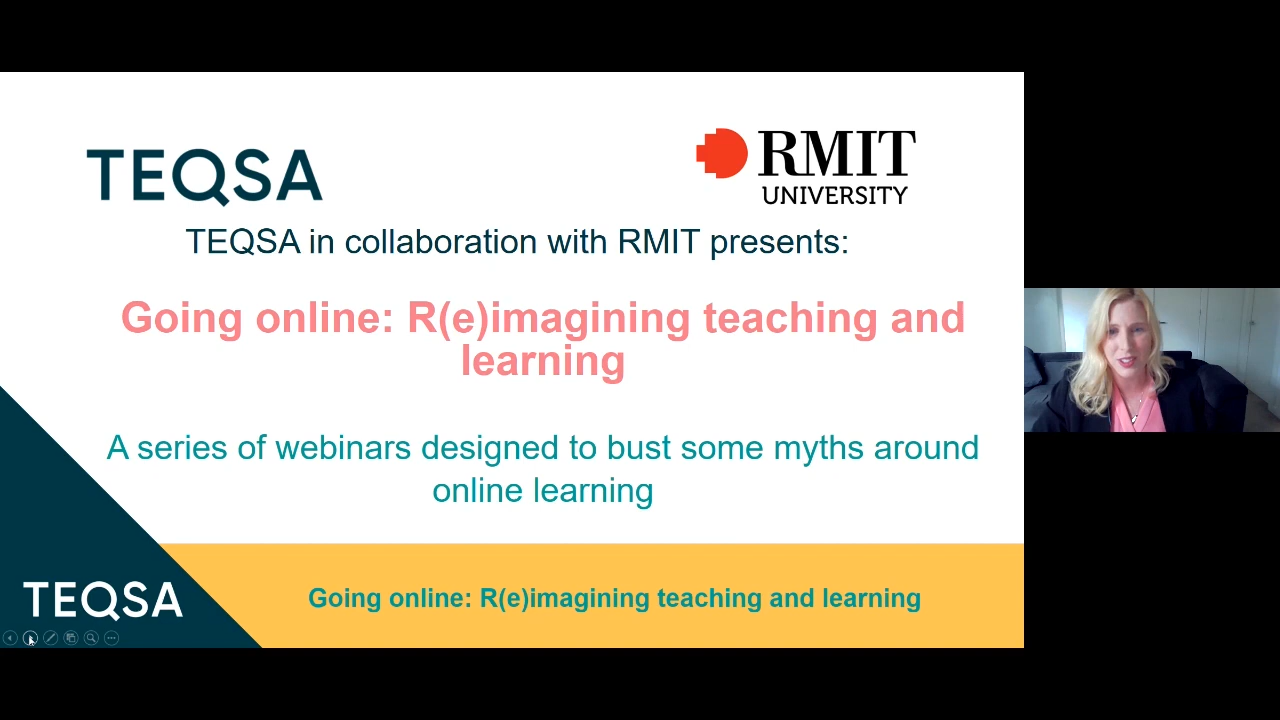 TEQSA
RMIT
UNIVERSITY
TEQSA in collaboration with RMIT presents:
Going online: R(e)imagining teaching and
learning
A series of webinars designed to bust some myths around
online learning
TEQSA
Going online: R(e)imagining teaching and learning